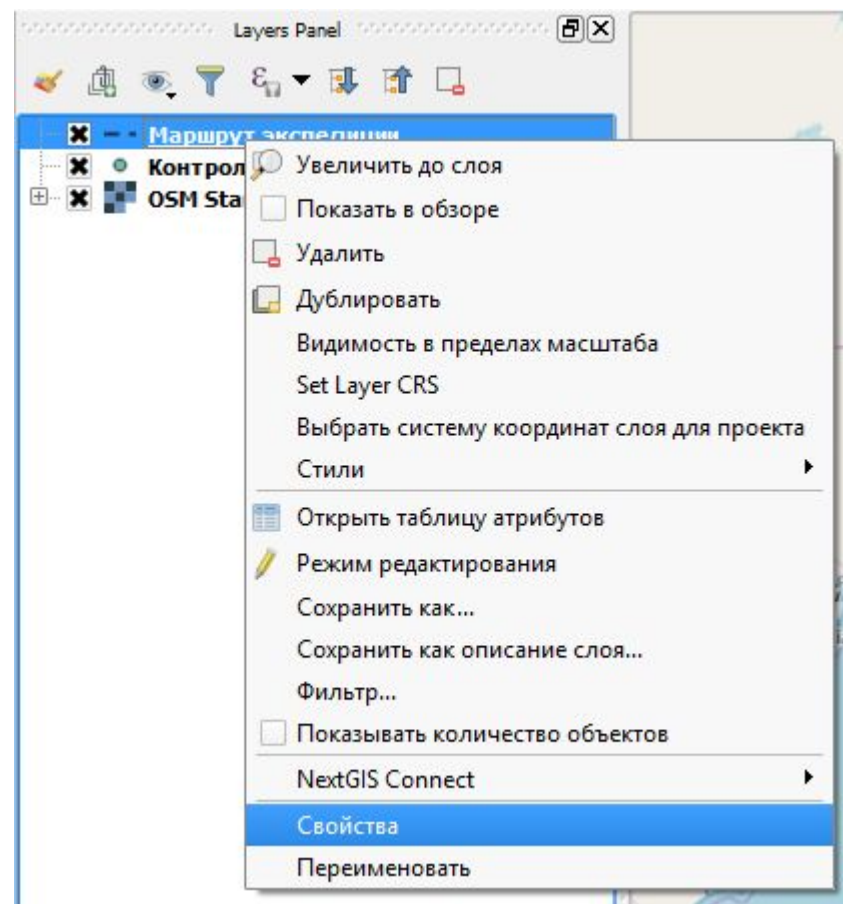 Layers Panel
Маршрут экспедиции
Контрол
OSM Sta
Увеличить до слоя
Показать в обзоре
Удалить
Дублировать
Видимость в пределах масштаба
Set Layer CRS
Выбрать систему координат слоя для проекта
Стили
Открыть таблицу атрибутов
Режим редактирования
Сохранить как...
Сохранить как описание слоя...
Фильтр...
Показывать количество объектов
NextGIS Connect
Свойства
Переименовать